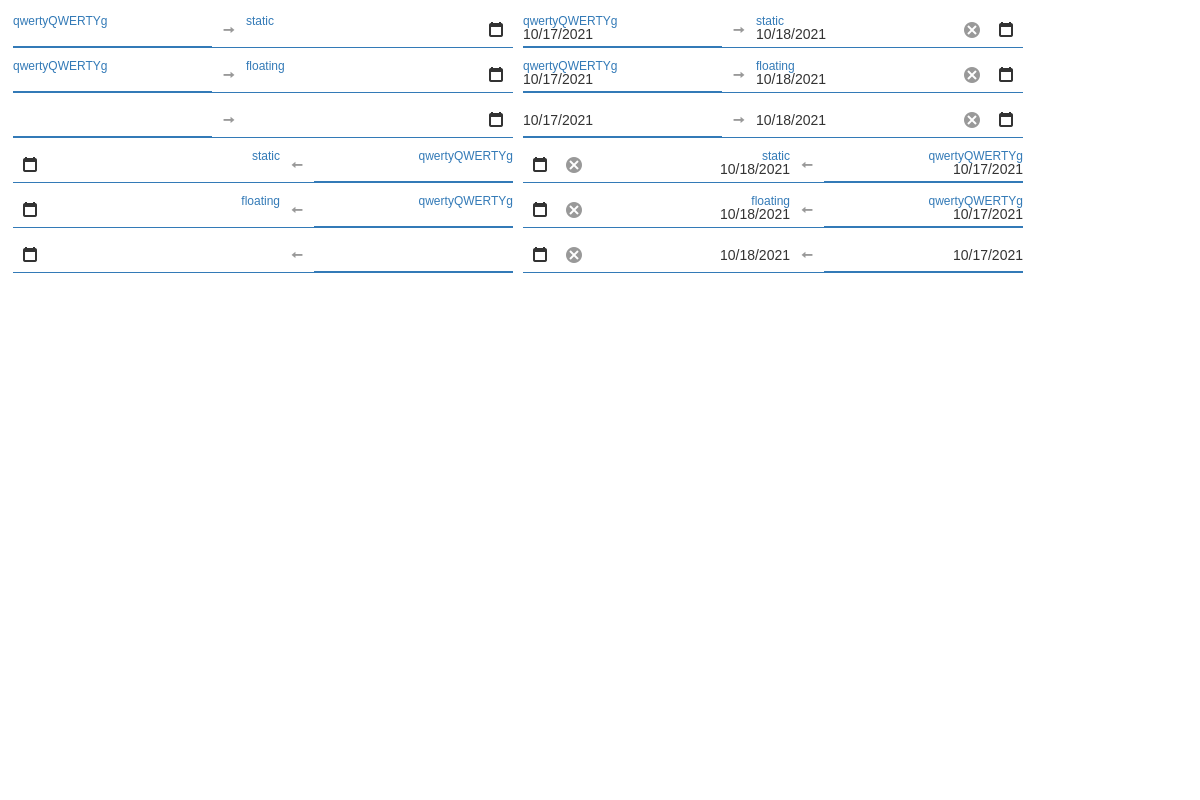 qwertyQWERTYg static qwertyQWERTYg static
10/17/2021 10/18/2021
qwertyQWERTYg floating qwertyQWERTYg floating
10/17/2021 10/18/2021
10/17/2021 10/18/2021
static qwertyQWERTYg static qwertyQWERTYg
10/18/2021 10/17/2021
floating qwertyQWERTYg floating qwertyQWERTYg
10/18/2021 10/17/2021
10/18/2021 10/17/2021